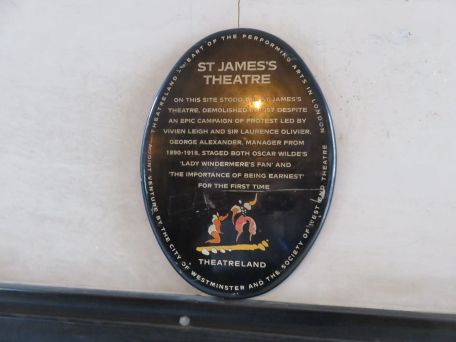 THEATRELAND HEART OF THE PERFORMING ARTS IN LONDON
ST JAMES'S
THEATRE
ON THIS SITE STOOD ST JAMES'S
THEATRE, DEMOLISHED DESPITE
AN EPIC CAMPAIGN OF PROTEST LED BY
VIVIEN LEIGH AND SIR LAURENCE OLIVIER.
GEORGE ALEXANDER, MANAGER FROM
1890-1918, STAGED BOTH OSCAR WILDE'S
'LADY WINDERMERE'S FAN' AND
'THE IMPORTANCE OF BEING EARNEST'
FOR THE FIRST TIME
THEATRELAND
JOINT VENTURE BY THE CITY OF WESTMINSTER AND THE SOCIETY OF WEST END THEATRE